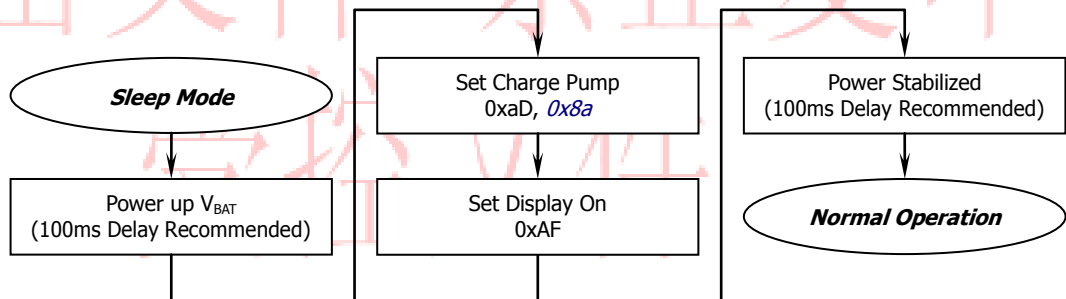 Sleep Mode
Power up VBAT
(100ms Delay Recommended)
Set Charge Pump
0xaD, 0x8a
Set Display On
0xAF
Power Stabilized
(100ms Delay Recommended)
Normal Operation